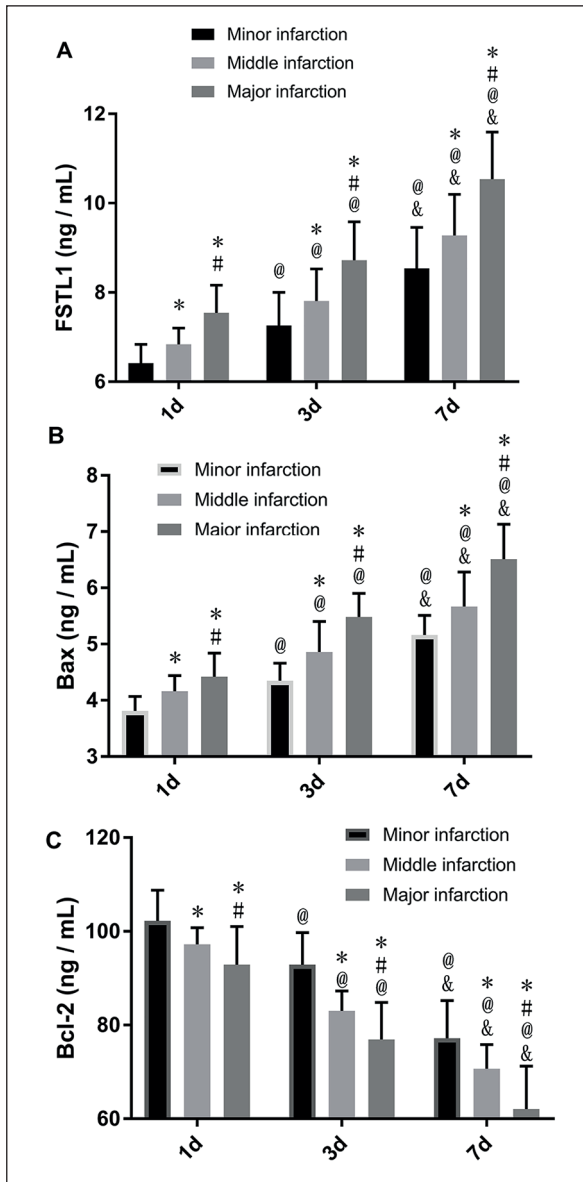 A
Minor infarction
Middle infarction
Major infarction
FSTL1 (ng / mL)
12
10
8
6
*
*
#
@
*
@
*
#
@
@
&
*
@
&
*
#
@
&
1d
3d
7d
B
Minor infarction
Middle infarction
Major infarction
Bax (ng / mL)
8
7
6
5
4
3
*
*
#
@
*
@
*
#
@
@
&
*
@
&
*
#
@
&
1d
3d
7d
C
Minor infarction
Middle infarction
Major infarction
Bcl-2 (ng / mL)
120
100
80
60
*
*
#
@
*
@
*
#
@
@
&
*
@
&
*
#
@
&
1d
3d
7d